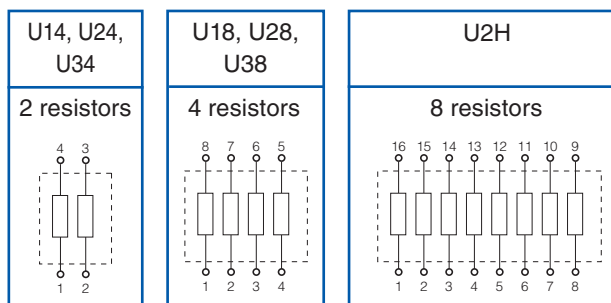 U14, U24,
U34
2 resistors
4 3
1 2
U18, U28,
U38
4 resistors
8 7 6 5
1 2 3 4
U2H
8 resistors
16 15 14 13 12 11 10 9
1 2 3 4 5 6 7 8